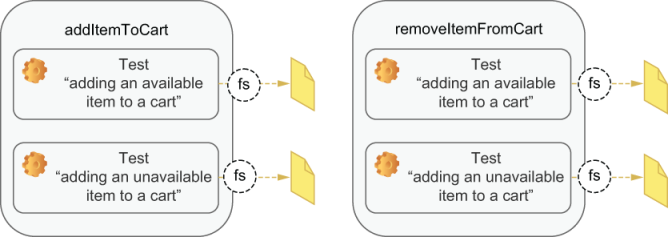 addItemToCart
Test
“adding an available
item to a cart”
fs
Test
“adding an unavailable
item to a cart”
fs
removeItemFromCart
Test
“adding an available
item to a cart”
fs
Test
“adding an unavailable
item to a cart”
fs